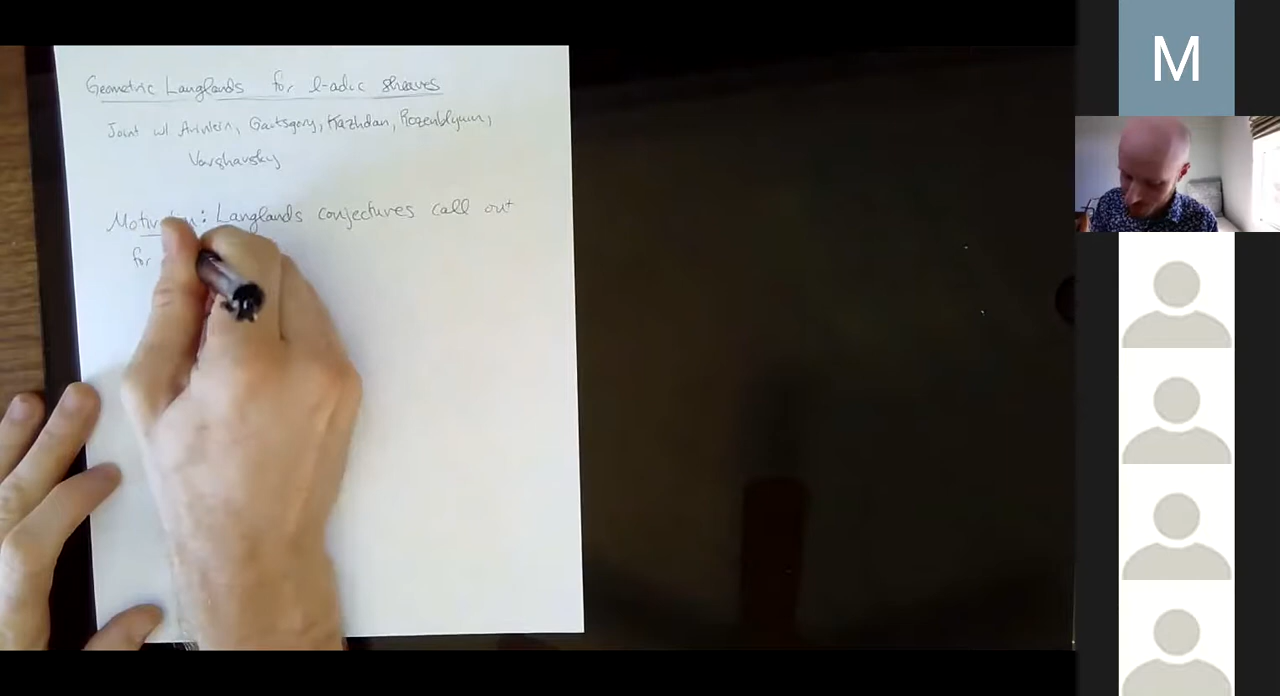 Geometric Langlands for l-adic sheaves
Joint w/ Arinkin, Gaitsgory, Kazhdan, Rozenblyum,
Varshavsky
: Langlands conjectures call out
for
M